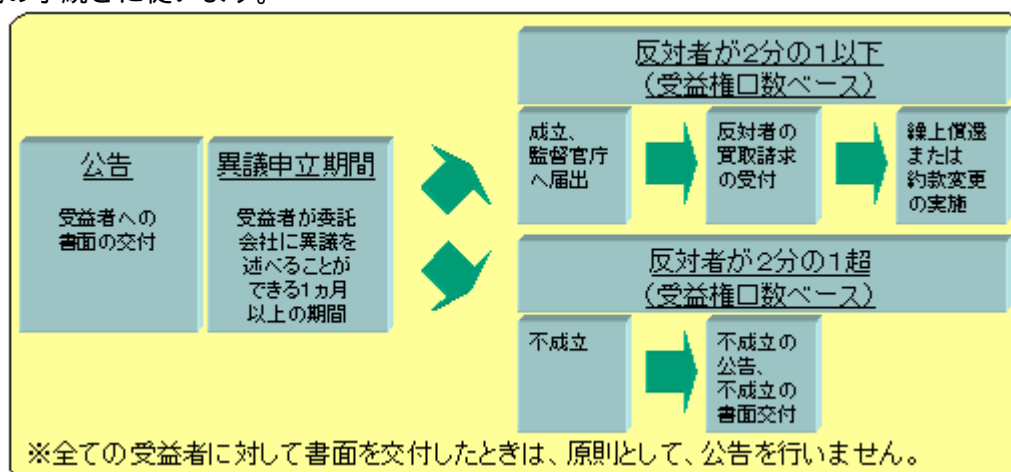 の手続きに従います。
公告
受益者への
書面の交付
異議申立期間
受益者が委託
会社に異議を
述べることが
できる1ヵ月
以上の期間
反対者が2分の1以下
(受益権口数ベース)
成立、
監督官庁
へ届出
反対者の
買取請求
の受付
繰上償還
または
約款変更
の実施
反対者が2分の1超
(受益権口数ベース)
不成立
不成立の
公告、
不成立の
書面交付
※全ての受益者に対して書面を交付したときは、原則として、公告を行いません。